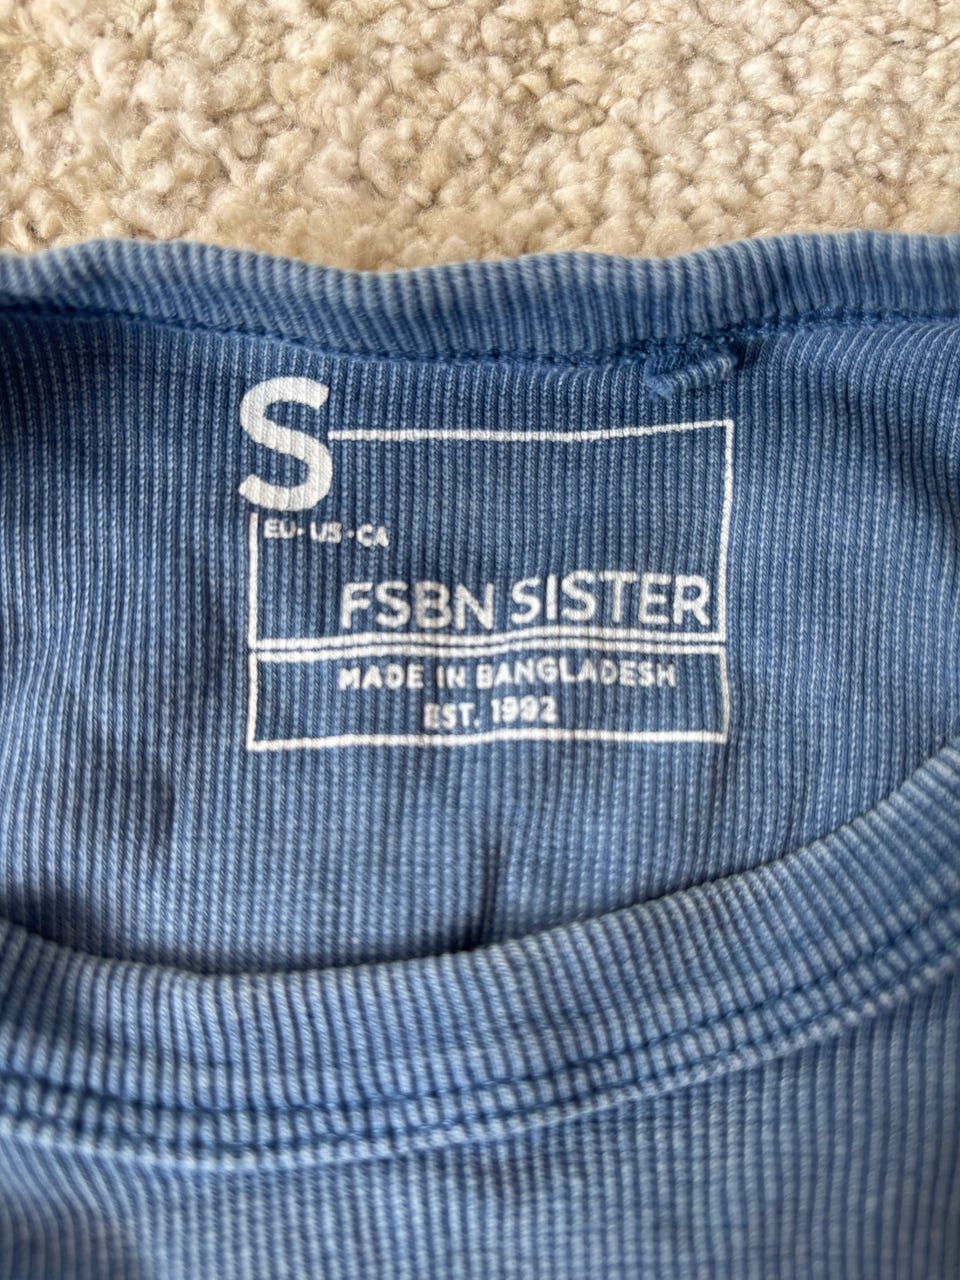 S
EU·US·CA
FSBN SISTER
MADE IN BANGLADESH
EST. 1992